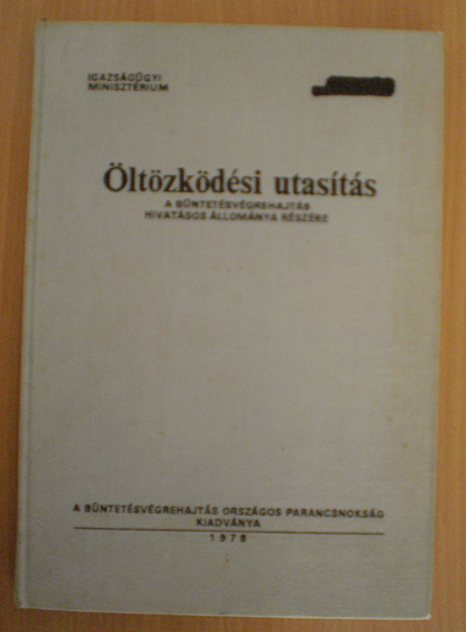 IGAZSÁGÜGYI
MINISZTÉRIUM
Öltözködési utasítás
A BÜNTETÉSVÉGREHAJTÁS
HIVATÁSOS ÁLLOMÁNYA RÉSZÉRE
A BÜNTETÉSVÉGREHAJTÁS ORSZÁGOS PARANCSNOKSÁG
KIADVÁNYA
1978